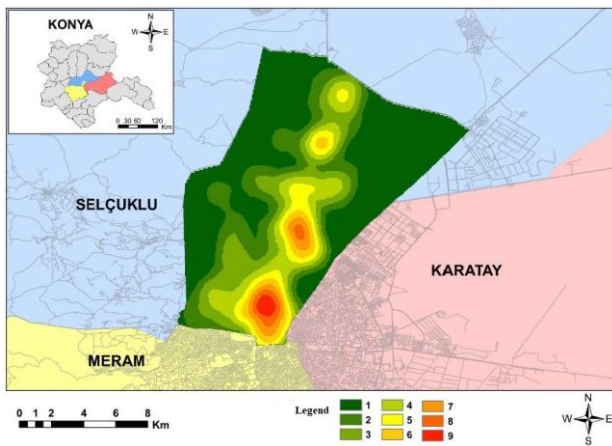 KONYA
N
W E
S
0 30 60 120
Km
SELÇUKLU
KARATAY
MERAM
0 1 2 4 6 8
Km
Legend
1 4 7
2 5 8
3 6 9
N
W E
S